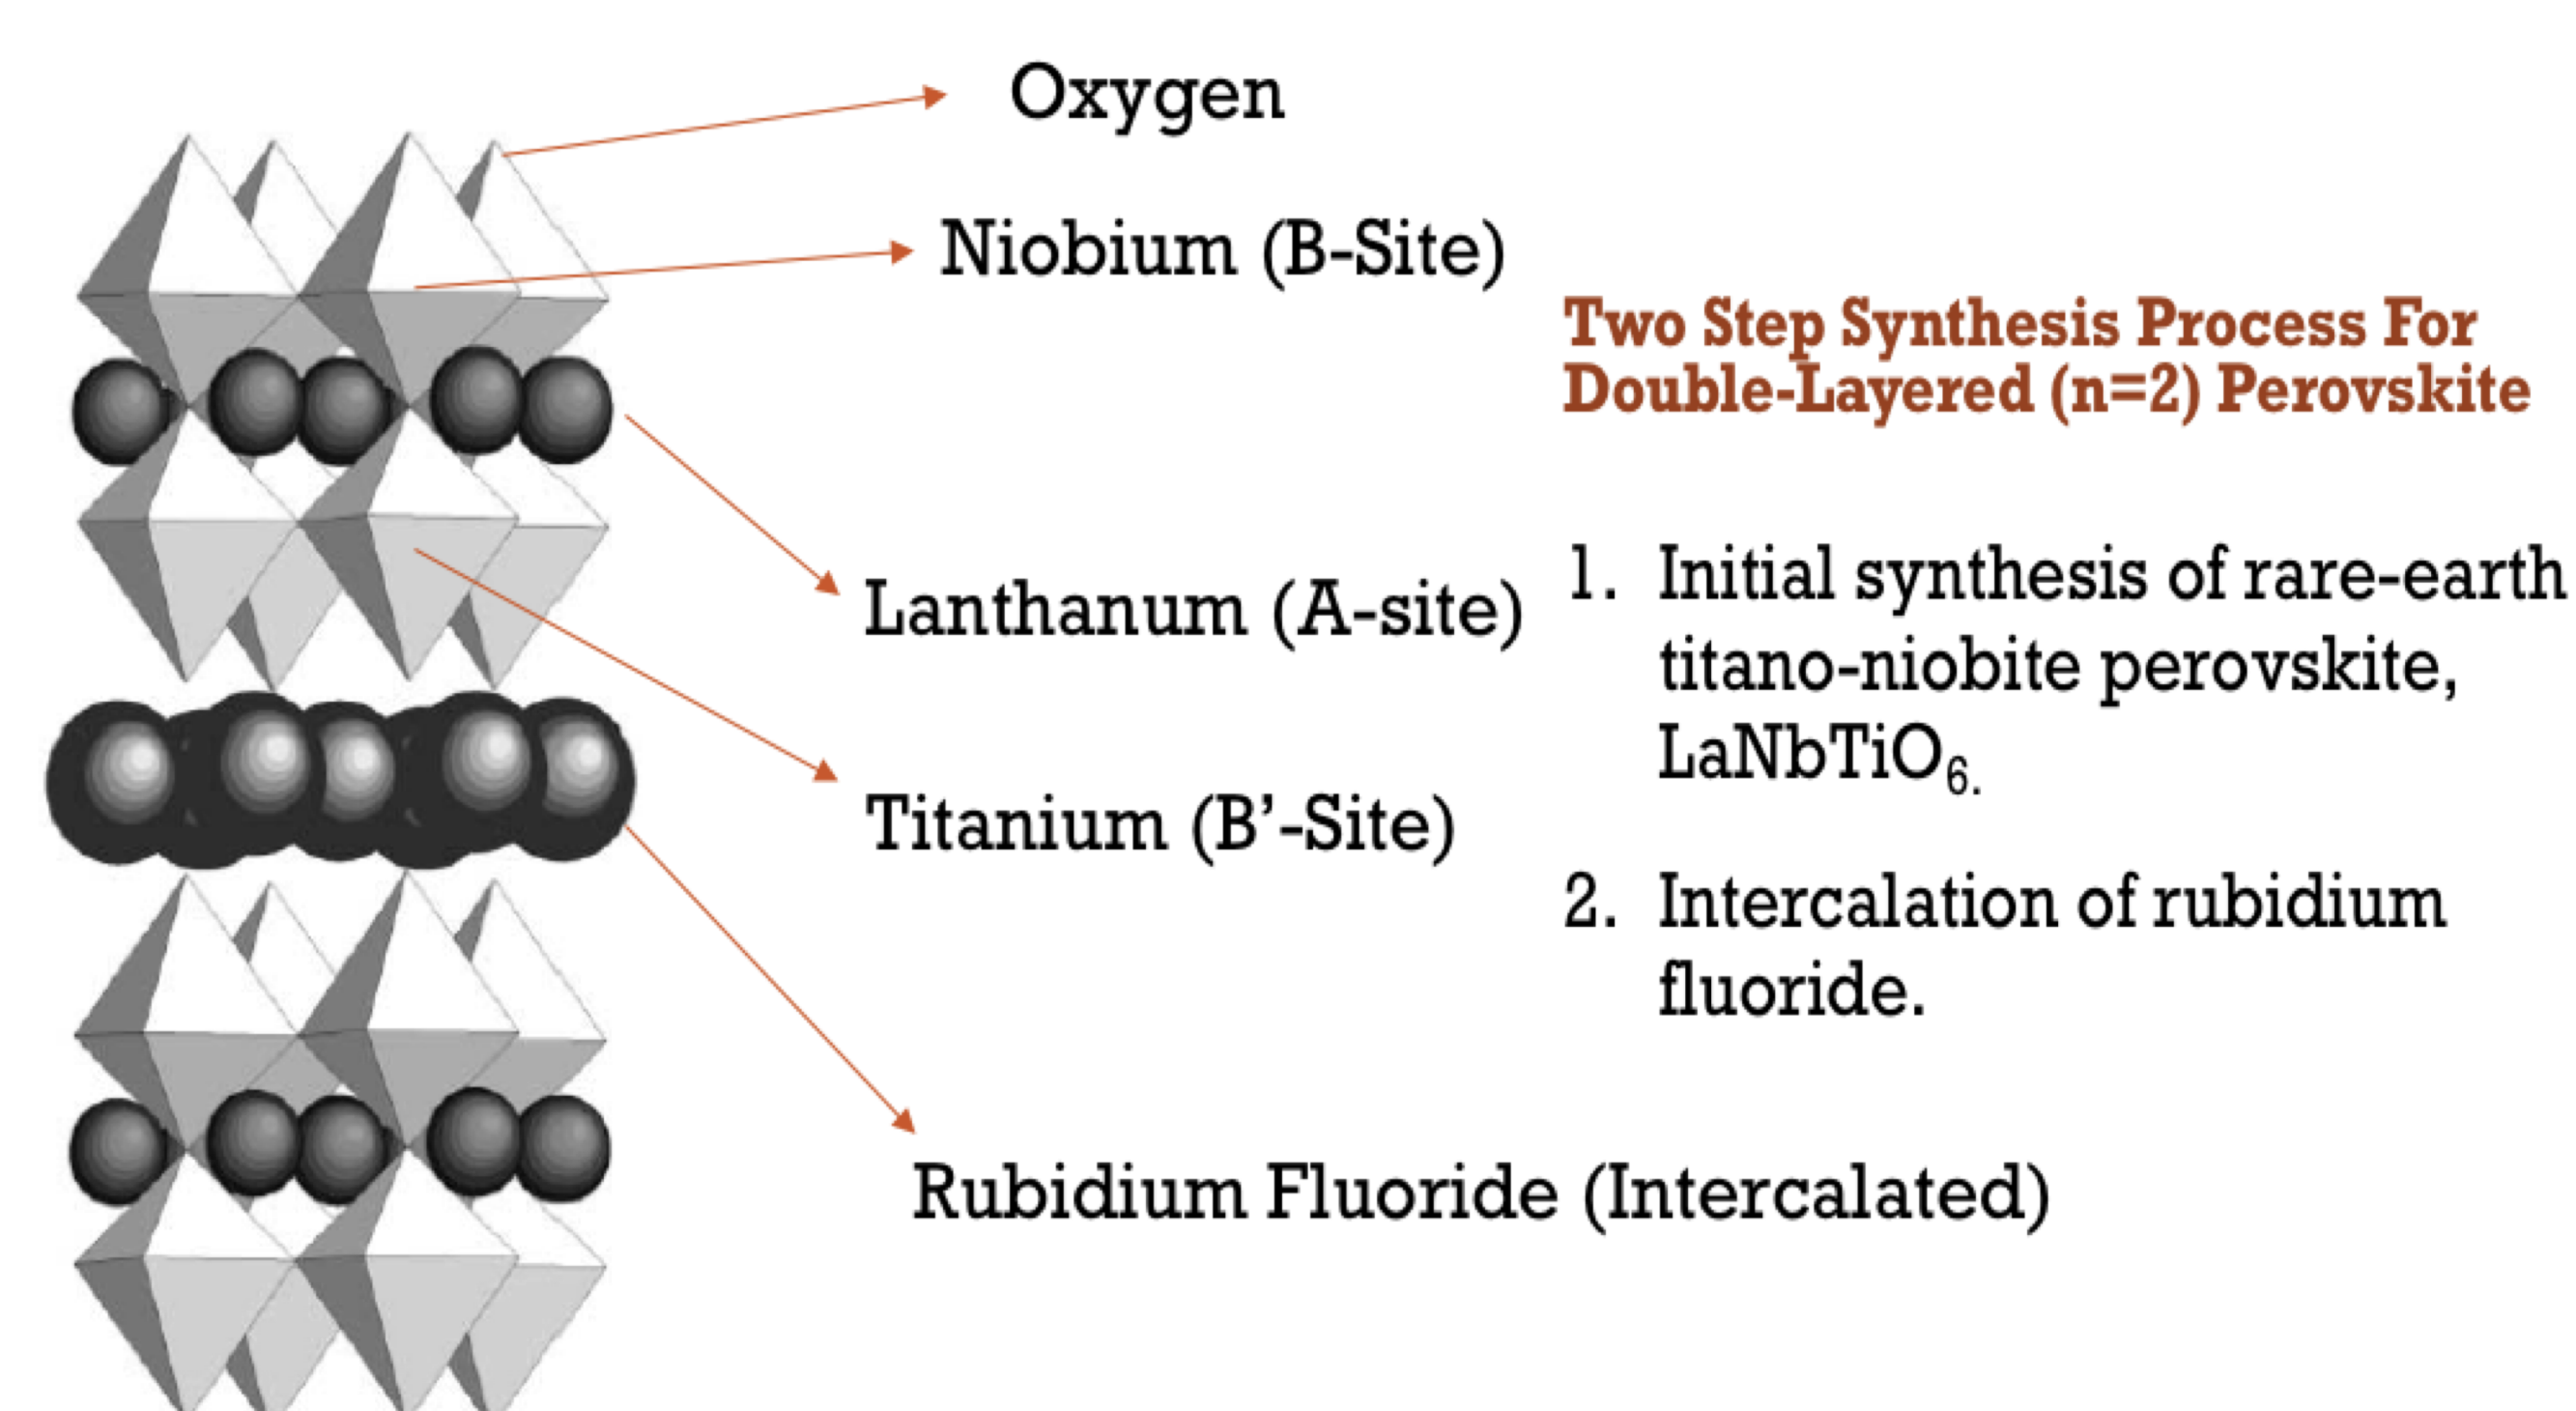 Oxygen
Niobium (B-Site)
Lanthanum (A-site)
Titanium (B’-Site)
Rubidium Fluoride (Intercalated)
Two Step Synthesis Process For
Double-Layered (n=2) Perovskite
1. Initial synthesis of rare-earth
titano-niobite perovskite,
LaNbTiO₆.
2. Intercalation of rubidium
fluoride.